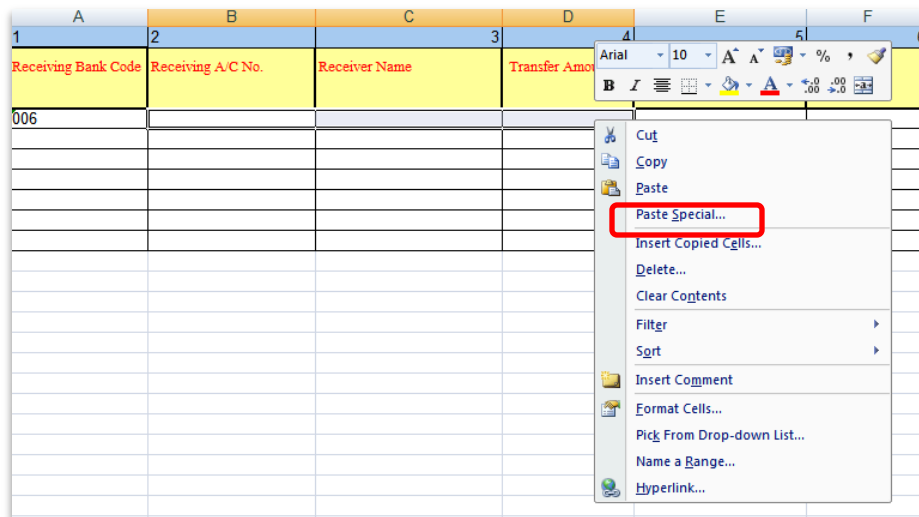 A B C D E F
1 2 3 4 5
Receiving Bank Code Receiving A/C No. Receiver Name Transfer Amou
Arial 10 A A % ,
B I A .00 .00
006
Cut
Copy
Paste
Paste Special...
Insert Copied Cells...
Delete...
Clear Contents
Filter
Sort
Insert Comment
Format Cells...
Pick From Drop-down List...
Name a Range...
Hyperlink...